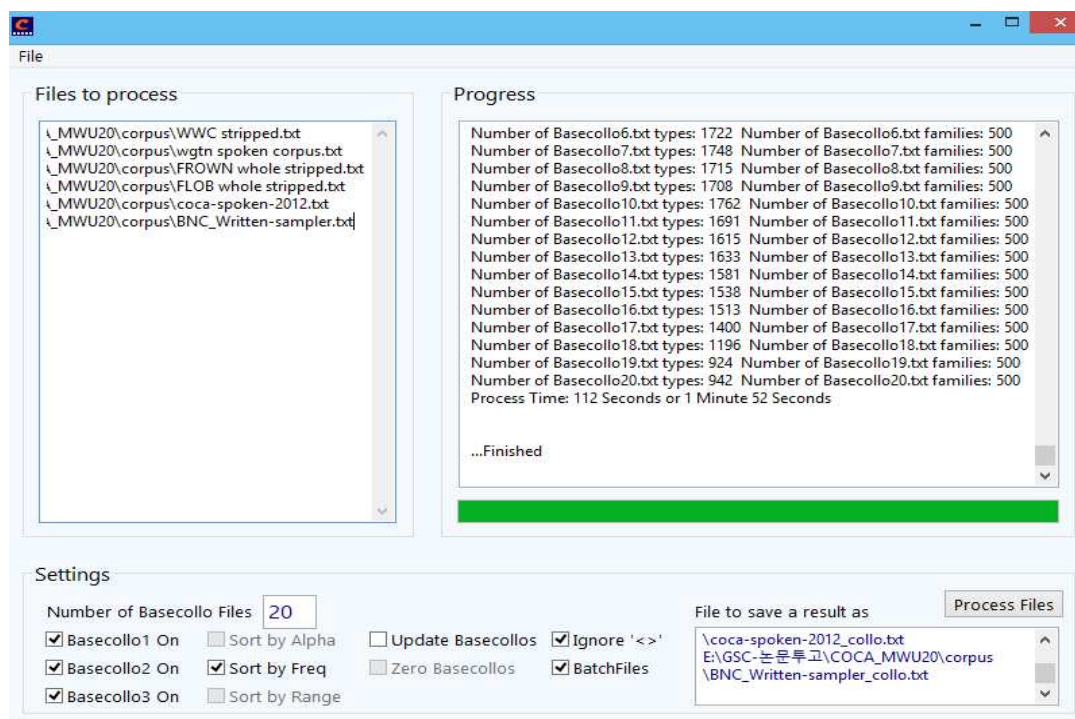 File
Files to process
\_MWU20\corpus\WWC stripped.txt
\_MWU20\corpus\wgtn spoken corpus.txt
\_MWU20\corpus\FROWN whole stripped.txt
\_MWU20\corpus\FLOB whole stripped.txt
\_MWU20\corpus\coca-spoken-2012.txt
\_MWU20\corpus\BNC_Written-sampler.txt
Progress
Number of Basecollo6.txt types: 1722 Number of Basecollo6.txt families: 500
Number of Basecollo7.txt types: 1748 Number of Basecollo7.txt families: 500
Number of Basecollo8.txt types: 1715 Number of Basecollo8.txt families: 500
Number of Basecollo9.txt types: 1708 Number of Basecollo9.txt families: 500
Number of Basecollo10.txt types: 1762 Number of Basecollo10.txt families: 500
Number of Basecollo11.txt types: 1691 Number of Basecollo11.txt families: 500
Number of Basecollo12.txt types: 1615 Number of Basecollo12.txt families: 500
Number of Basecollo13.txt types: 1633 Number of Basecollo13.txt families: 500
Number of Basecollo14.txt types: 1581 Number of Basecollo14.txt families: 500
Number of Basecollo15.txt types: 1538 Number of Basecollo15.txt families: 500
Number of Basecollo16.txt types: 1513 Number of Basecollo16.txt families: 500
Number of Basecollo17.txt types: 1400 Number of Basecollo17.txt families: 500
Number of Basecollo18.txt types: 1196 Number of Basecollo18.txt families: 500
Number of Basecollo19.txt types: 924 Number of Basecollo19.txt families: 500
Number of Basecollo20.txt types: 942 Number of Basecollo20.txt families: 500
Process Time: 112 Seconds or 1 Minute 52 Seconds
...Finished
Settings
Number of Basecollo Files 20
Basecollo1 On Sort by Alpha Update Basecollos Ignore '<>'
Basecollo2 On Sort by Freq Zero Basecollos BatchFiles
Basecollo3 On Sort by Range
File to save a result as Process Files
\coca-spoken-2012_collo.txt
E:\GSC-논문투고\COCA_MWU20\corpus
\BNC_Written-sampler_collo.txt